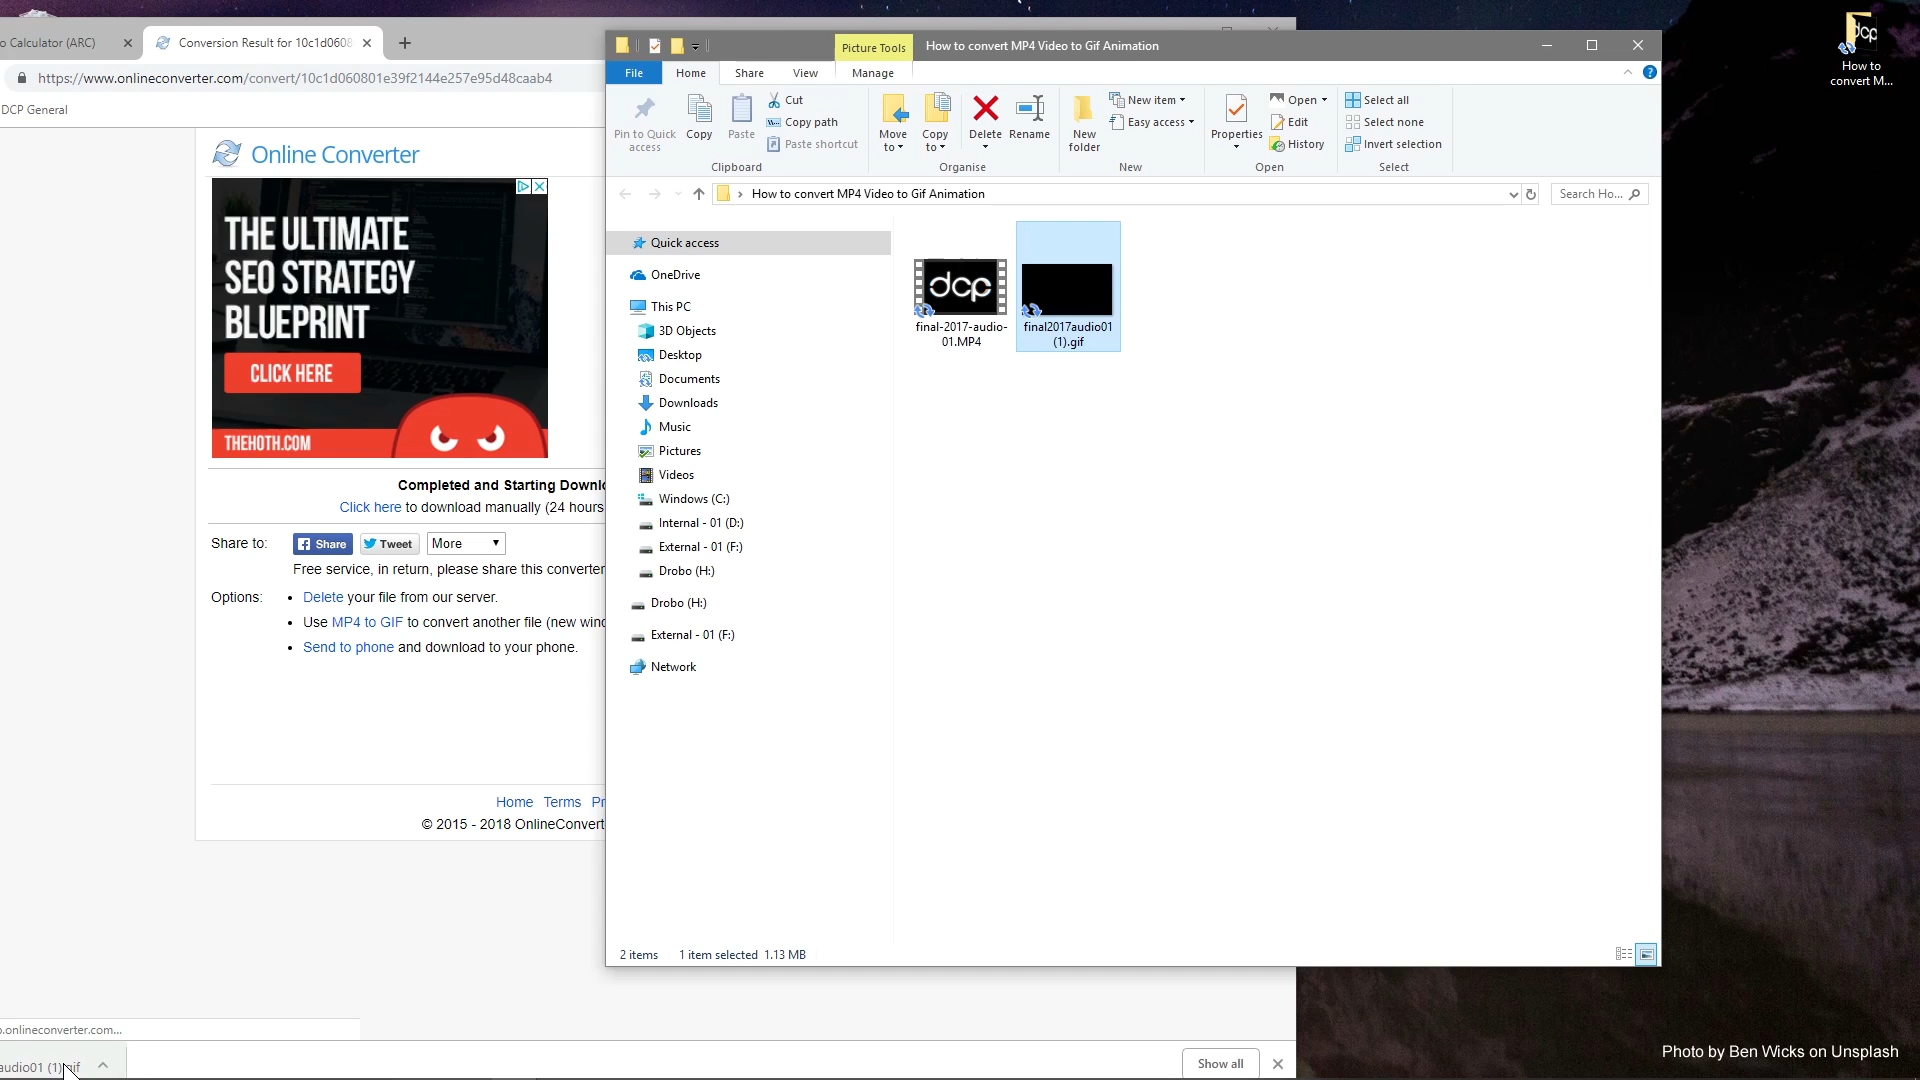 o Calculator (ARC)
Conversion Result for 10c1d0608
https://www.onlineconverter.com/convert/10c1d060801e39f2144e257e95d48caab4
DCP General
Online Converter
THE ULTIMATE
SEO STRATEGY
BLUEPRINT
CLICK HERE
THEHOTH.COM
Completed and Starting Downlo
Click here to download manually (24 hours
Share to:
Share
Tweet
More
Free service, in return, please share this converter
Options:
Delete your file from our server.
Use MP4 to GIF to convert another file (new wind
Send to phone and download to your phone.
Home Terms Pr
© 2015 - 2018 OnlineConvert
o.onlineconverter.com...
audio01 (1).gif
Show all
Picture Tools
How to convert MP4 Video to Gif Animation
File
Home
Share
View
Manage
Pin to Quick
access
Copy
Paste
Cut
Copy path
Paste shortcut
Clipboard
Move
to
Copy
to
Delete
Rename
Organise
New
folder
New item
Easy access
New
Properties
Open
Edit
History
Open
Select all
Select none
Invert selection
Select
How to convert MP4 Video to Gif Animation
Search Ho...
Quick access
OneDrive
This PC
3D Objects
Desktop
Documents
Downloads
Music
Pictures
Videos
Windows (C:)
Internal - 01 (D:)
External - 01 (F:)
Drobo (H:)
Drobo (H:)
External - 01 (F:)
Network
dcp
final-2017-audio-
01.MP4
final2017audio01
(1).gif
2 items
1 item selected 1.13 MB
dcp
How to
convert M...
Photo by Ben Wicks on Unsplash